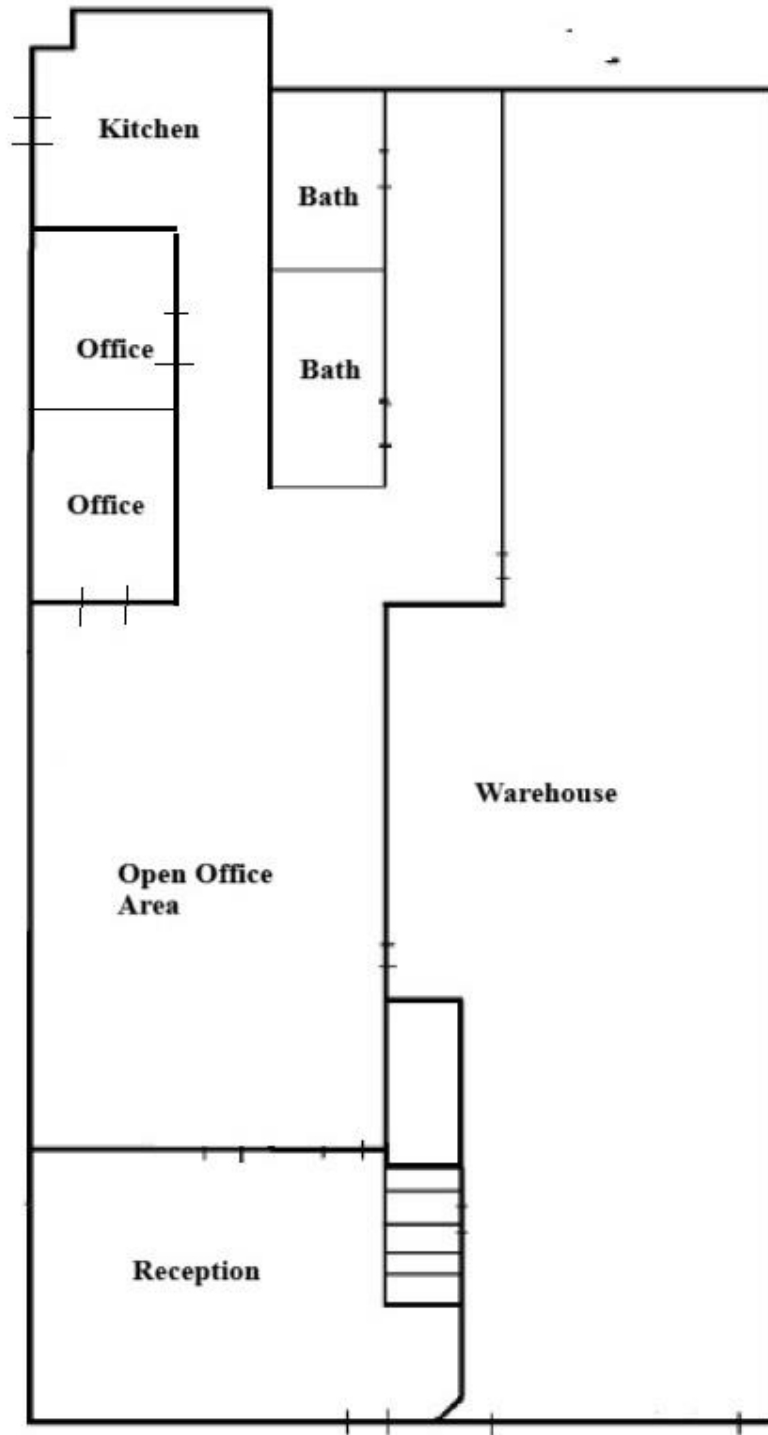 Kitchen
Bath
Office
Bath
Office
Warehouse
Open Office
Area
Reception